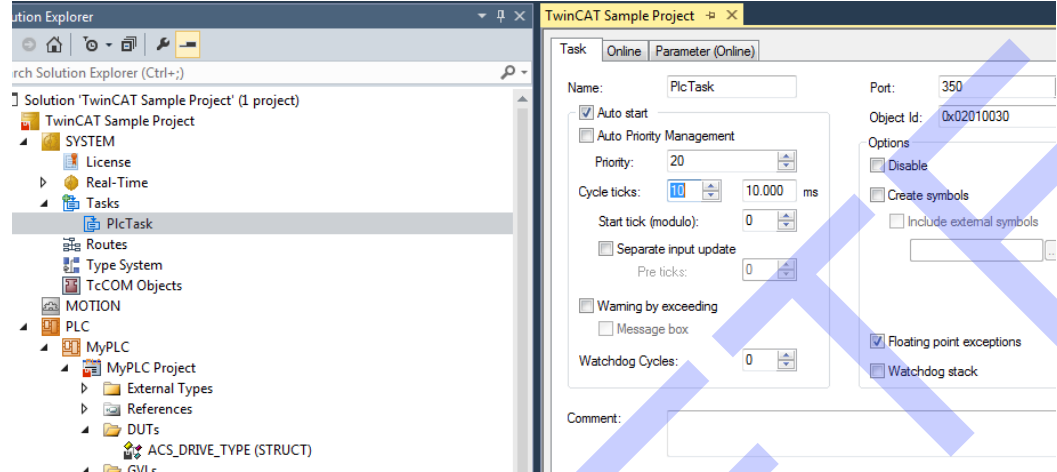 ution Explorer
rch Solution Explorer (Ctrl+;)
Solution 'TwinCAT Sample Project' (1 project)
TwinCAT Sample Project
SYSTEM
License
Real-Time
Tasks
PlcTask
Routes
Type System
TcCOM Objects
MOTION
PLC
MyPLC
MyPLC Project
External Types
References
DUTs
ACS_DRIVE_TYPE (STRUCT)
GVLs
TwinCAT Sample Project
Task Online Parameter (Online)
Name: PlcTask Port: 350
Auto start Object Id: 0x02010030
Auto Priority Management Options
Priority: 20 Disable
Cycle ticks: 10 10.000 ms Create symbols
Start tick (modulo): 0 Include external symbols
Separate input update ...
Pre ticks: 0
Warning by exceeding
Message box Floating point exceptions
Watchdog Cycles: 0 Watchdog stack
Comment: